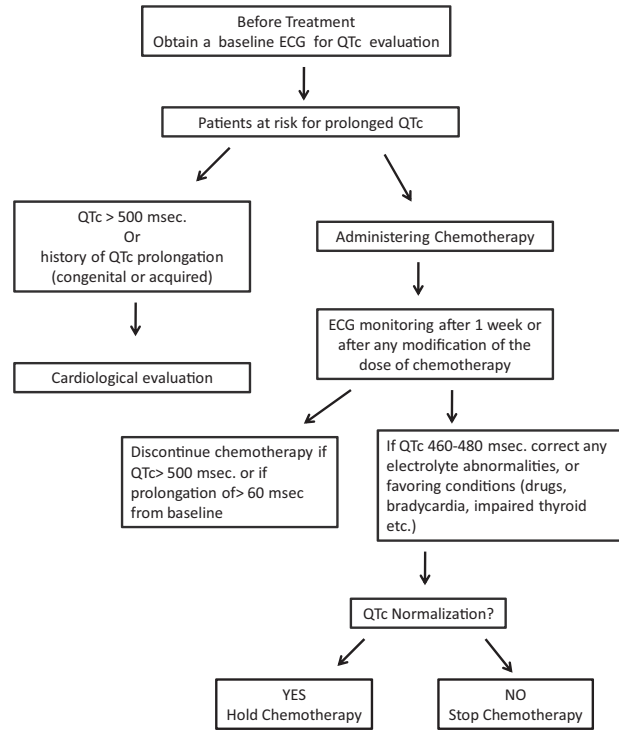 Before Treatment
Obtain a baseline ECG for QTc evaluation
Patients at risk for prolonged QTc
QTc > 500 msec.
Or
history of QTc prolongation
(congenital or acquired)
Administering Chemotherapy
ECG monitoring after 1 week or
after any modification of the
dose of chemotherapy
Cardiological evaluation
Discontinue chemotherapy if
QTc> 500 msec. or if
prolongation of> 60 msec
from baseline
If QTc 460-480 msec. correct any
electrolyte abnormalities, or
favoring conditions (drugs,
bradycardia, impaired thyroid
etc.)
QTc Normalization?
YES
Hold Chemotherapy
NO
Stop Chemotherapy